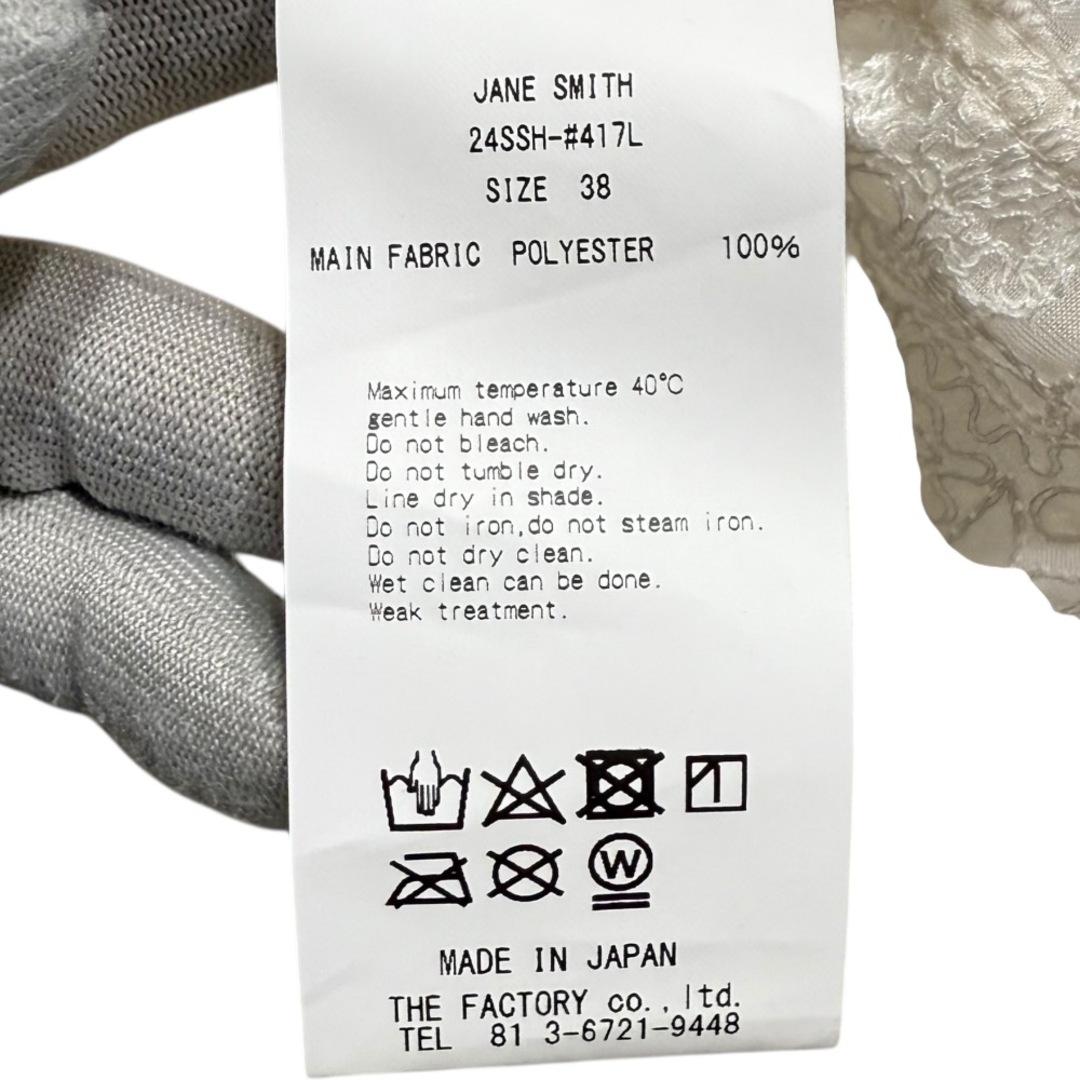 JANE SMITH
24SSH-#417L
SIZE 38
MAIN FABRIC POLYESTER 100%
Maximum temperature 40°C
gentle hand wash.
Do not bleach.
Do not tumble dry.
Line dry in shade.
Do not iron,do not steam iron.
Do not dry clean.
Wet clean can be done.
Weak treatment.
W
MADE IN JAPAN
THE FACTORY co.,ltd.
TEL 81 3-6721-9448